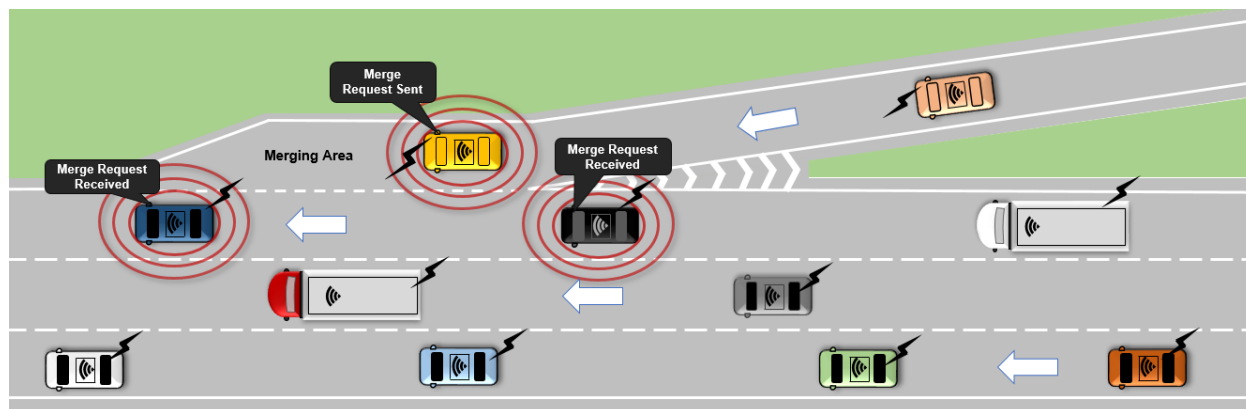 Merge
Request Sent
Merging Area
Merge Request
Received
Merge Request
Received